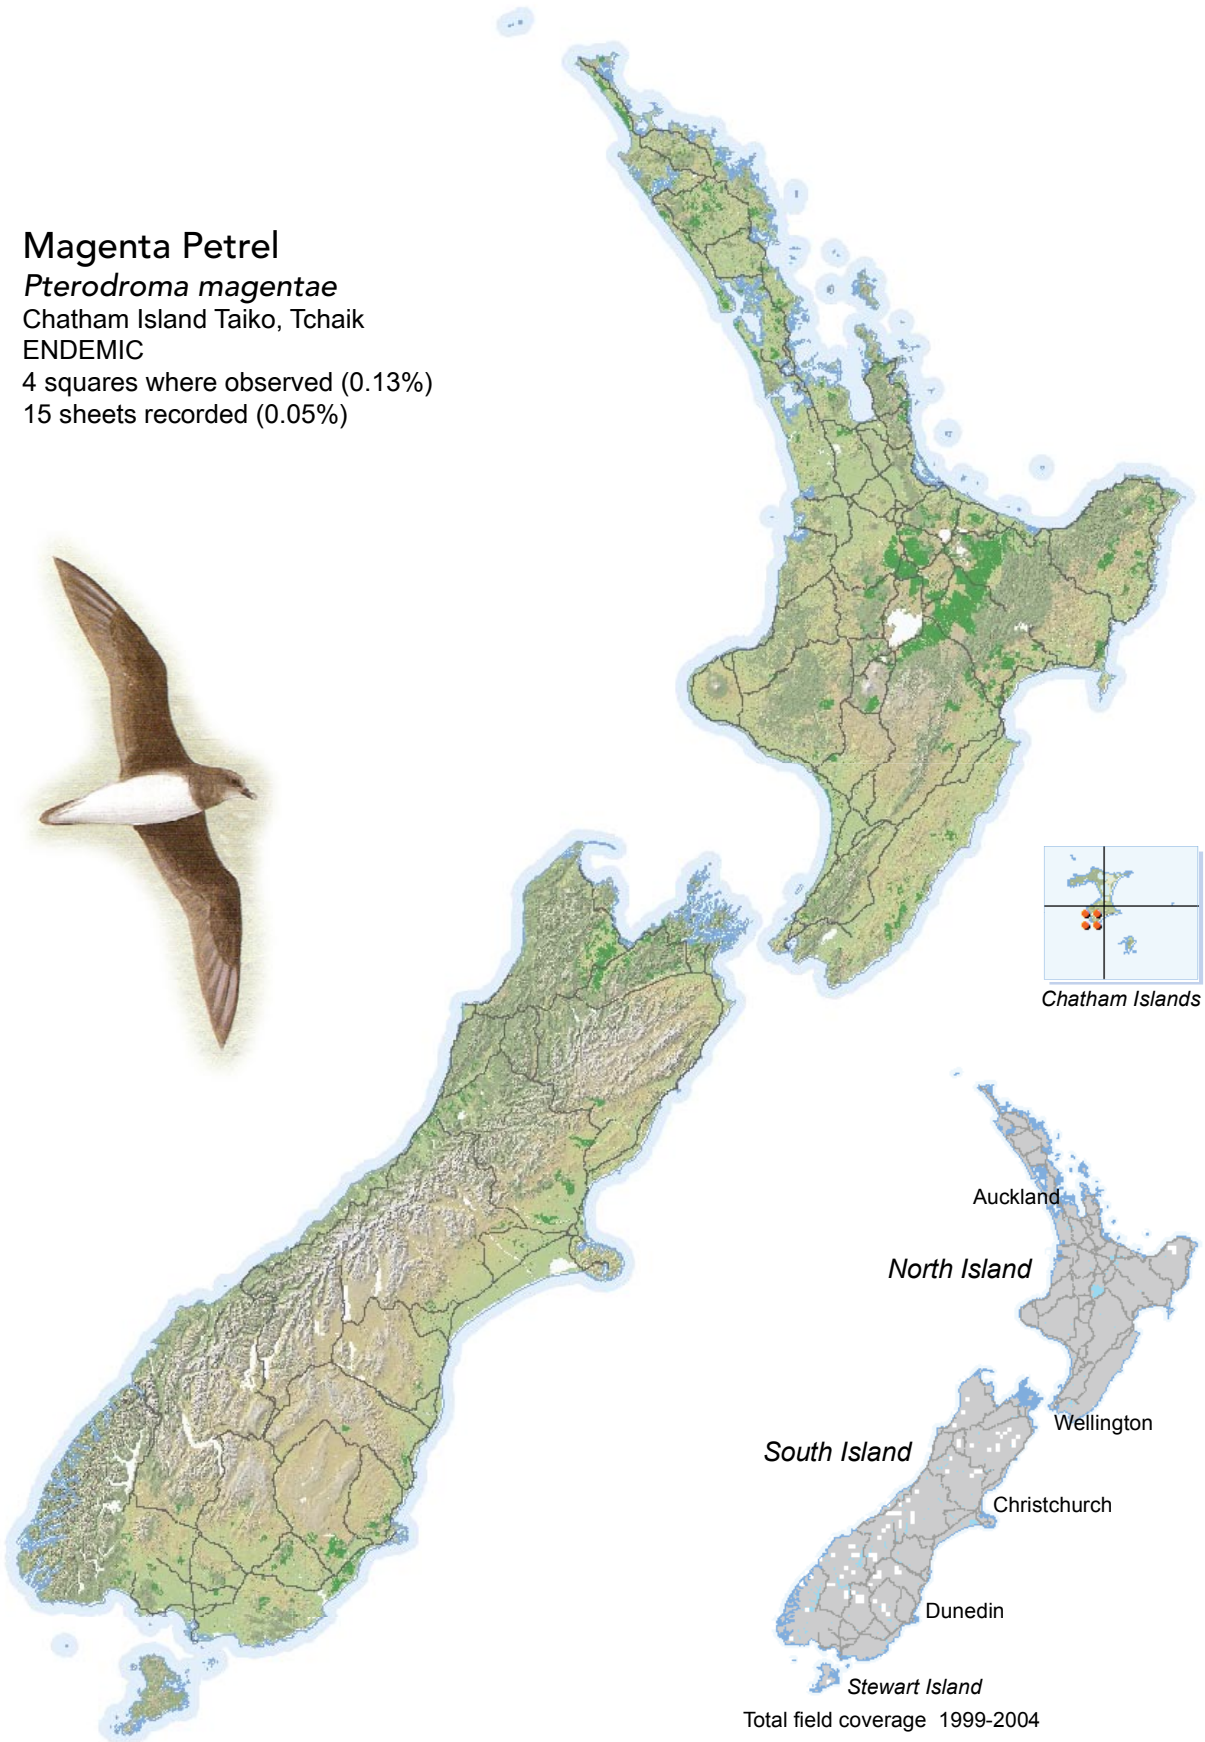 Magenta Petrel
Pterodroma magentae
Chatham Island Taiko, Tchaik
ENDEMIC
4 squares where observed (0.13%)
15 sheets recorded (0.05%)
Chatham Islands
Auckland
North Island
Wellington
South Island
Christchurch
Dunedin
Stewart Island
Total field coverage 1999-2004